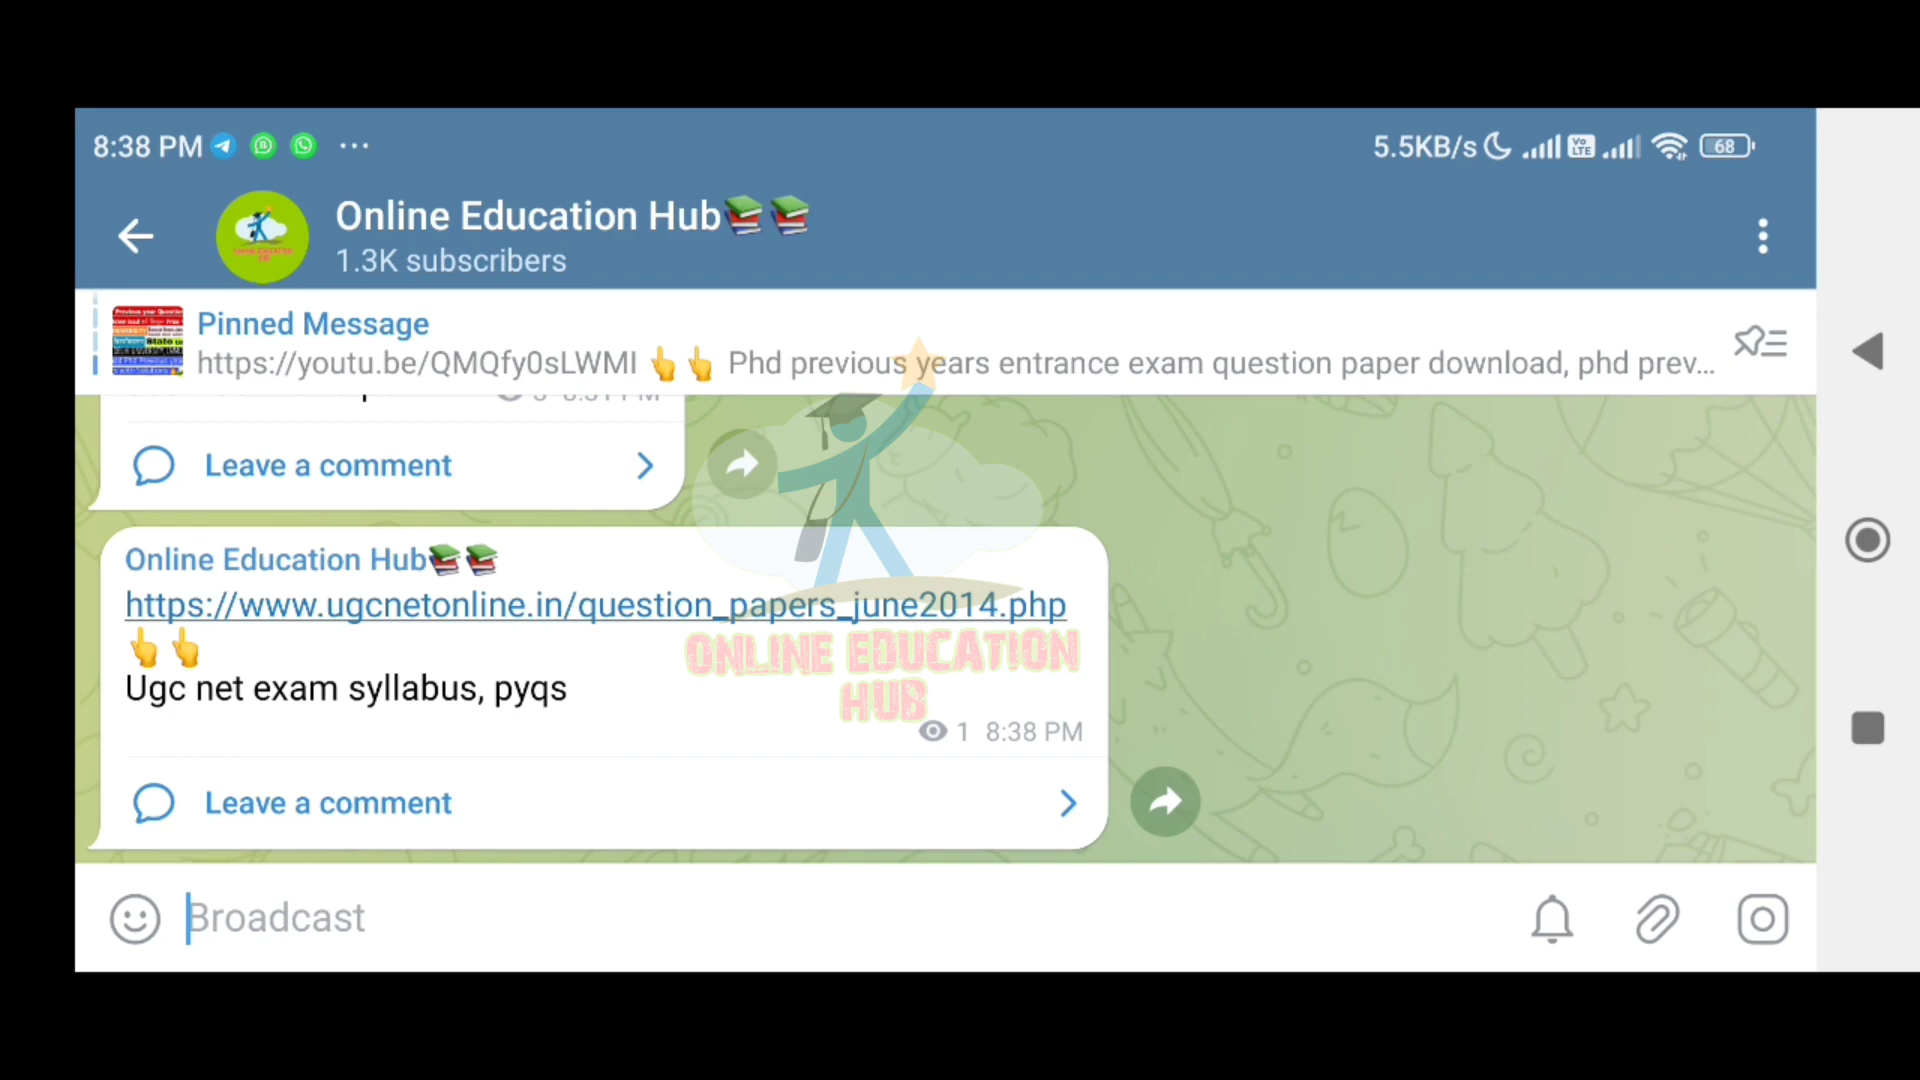 8:38 PM
5.5KB/s
Vo
LTE
68
Online Education Hub📚📚
1.3K subscribers
Pinned Message
https://youtu.be/QMQfy0sLWMI 👆👆 Phd previous years entrance exam question paper download, phd prev...
Leave a comment
Online Education Hub📚📚
https://www.ugcnetonline.in/question_papers_june2014.php
👆👆
Ugc net exam syllabus, pyqs
1 8:38 PM
ONLINE EDUCATION
HUB
Leave a comment
Broadcast